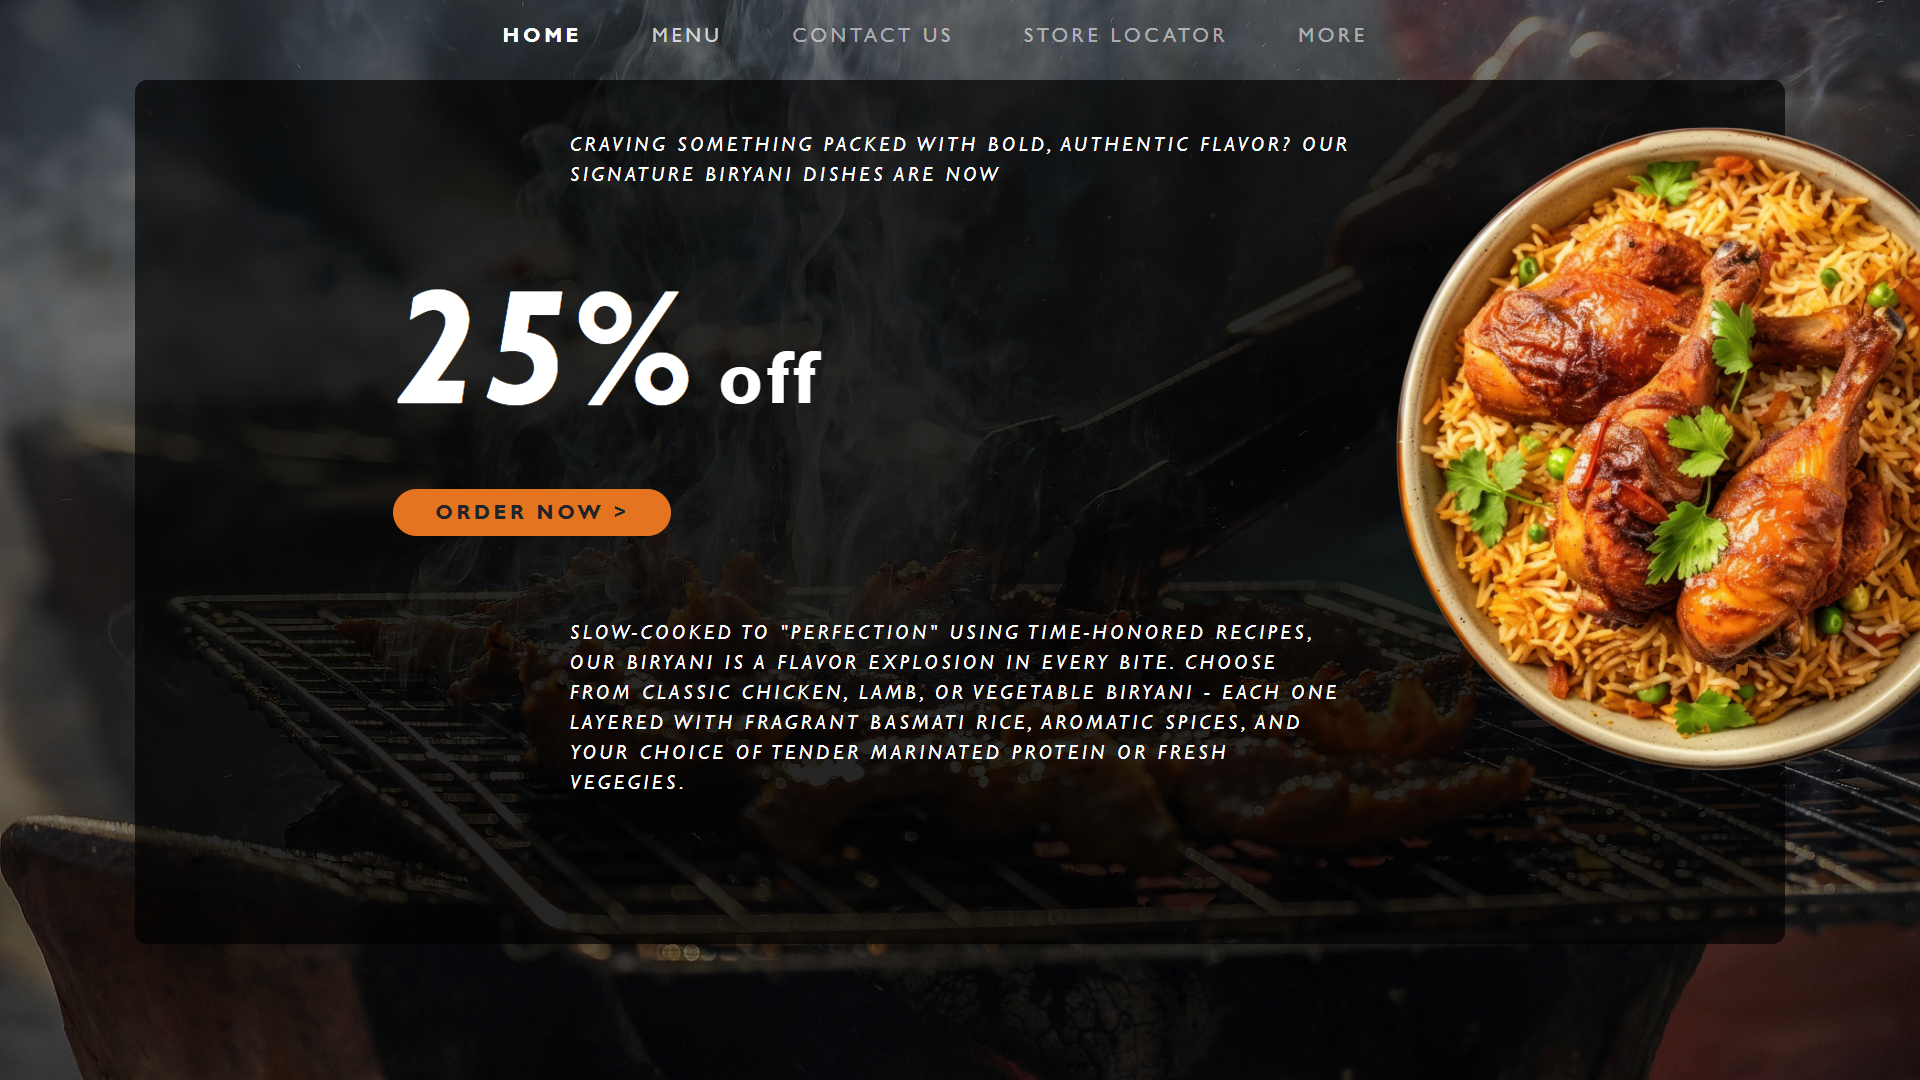 HOME MENU CONTACT US STORE LOCATOR MORE
CRAVING SOMETHING PACKED WITH BOLD, AUTHENTIC FLAVOR? OUR
SIGNATURE BIRYANI DISHES ARE NOW
25% off
ORDER NOW >
SLOW-COOKED TO "PERFECTION" USING TIME-HONORED RECIPES,
OUR BIRYANI IS A FLAVOR EXPLOSION IN EVERY BITE. CHOOSE
FROM CLASSIC CHICKEN, LAMB, OR VEGETABLE BIRYANI - EACH ONE
LAYERED WITH FRAGRANT BASMATI RICE, AROMATIC SPICES, AND
YOUR CHOICE OF TENDER MARINATED PROTEIN OR FRESH
VEGEGIES.